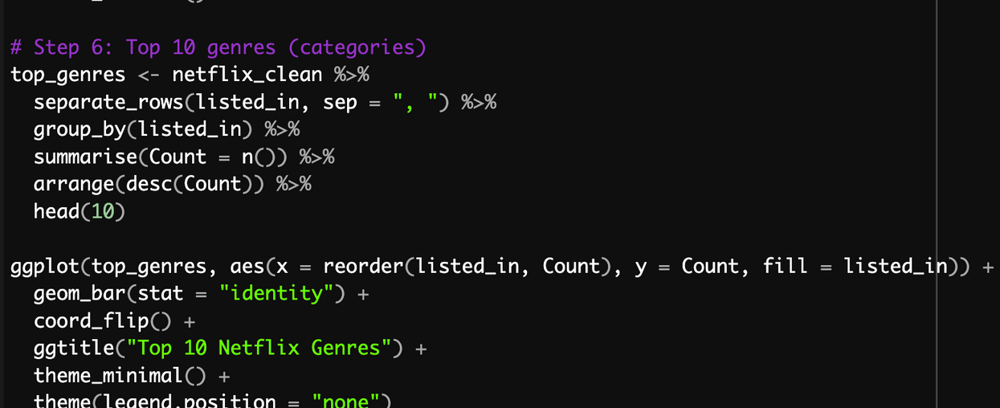 # Step 6: Top 10 genres (categories)
top_genres <- netflix_clean %>%
  separate_rows(listed_in, sep = ", ") %>%
  group_by(listed_in) %>%
  summarise(Count = n()) %>%
  arrange(desc(Count)) %>%
  head(10)

ggplot(top_genres, aes(x = reorder(listed_in, Count), y = Count, fill = listed_in)) +
  geom_bar(stat = "identity") +
  coord_flip() +
  ggtitle("Top 10 Netflix Genres") +
  theme_minimal() +
  theme(legend.position = "none")